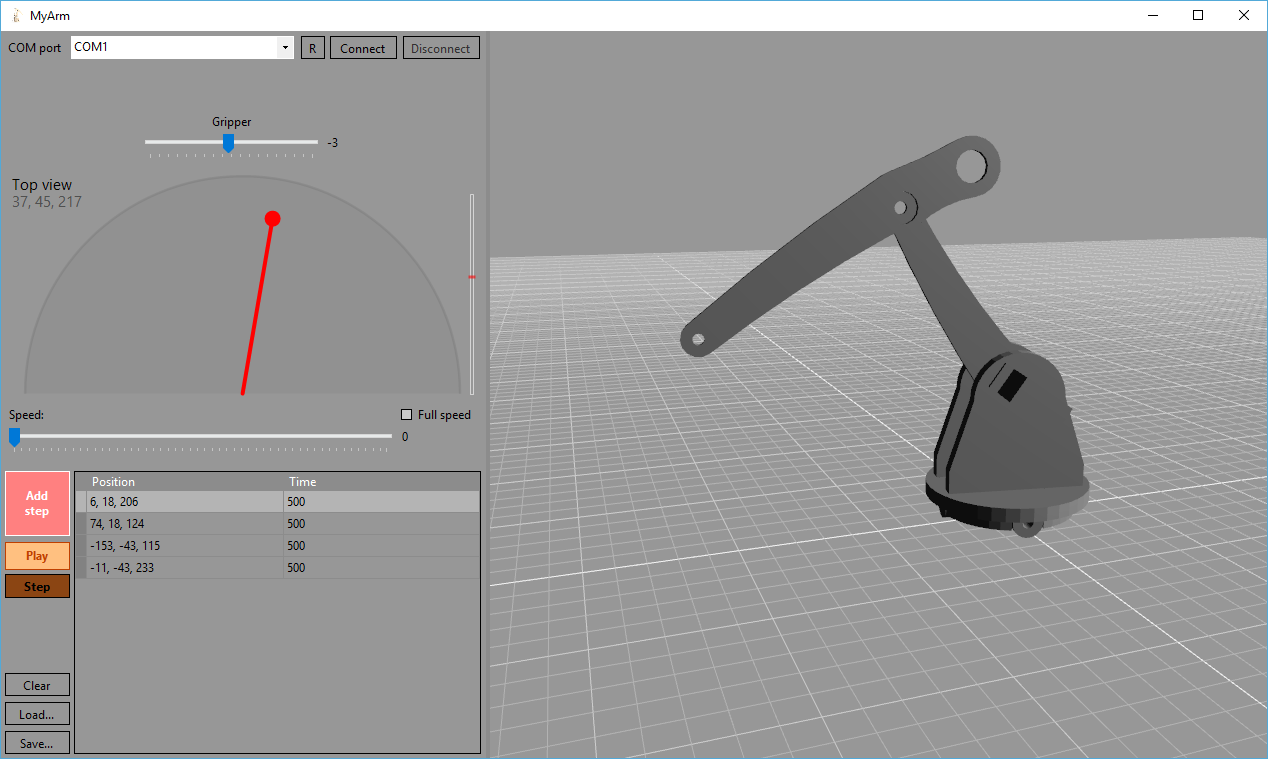 MyArm
COM port COM1 R Connect Disconnect
Gripper
-3
Top view
37, 45, 217
Speed: Full speed
0
Add
step
Play
Step
Position Time
6, 18, 206 500
74, 18, 124 500
-153, -43, 115 500
-11, -43, 233 500
Clear
Load...
Save...